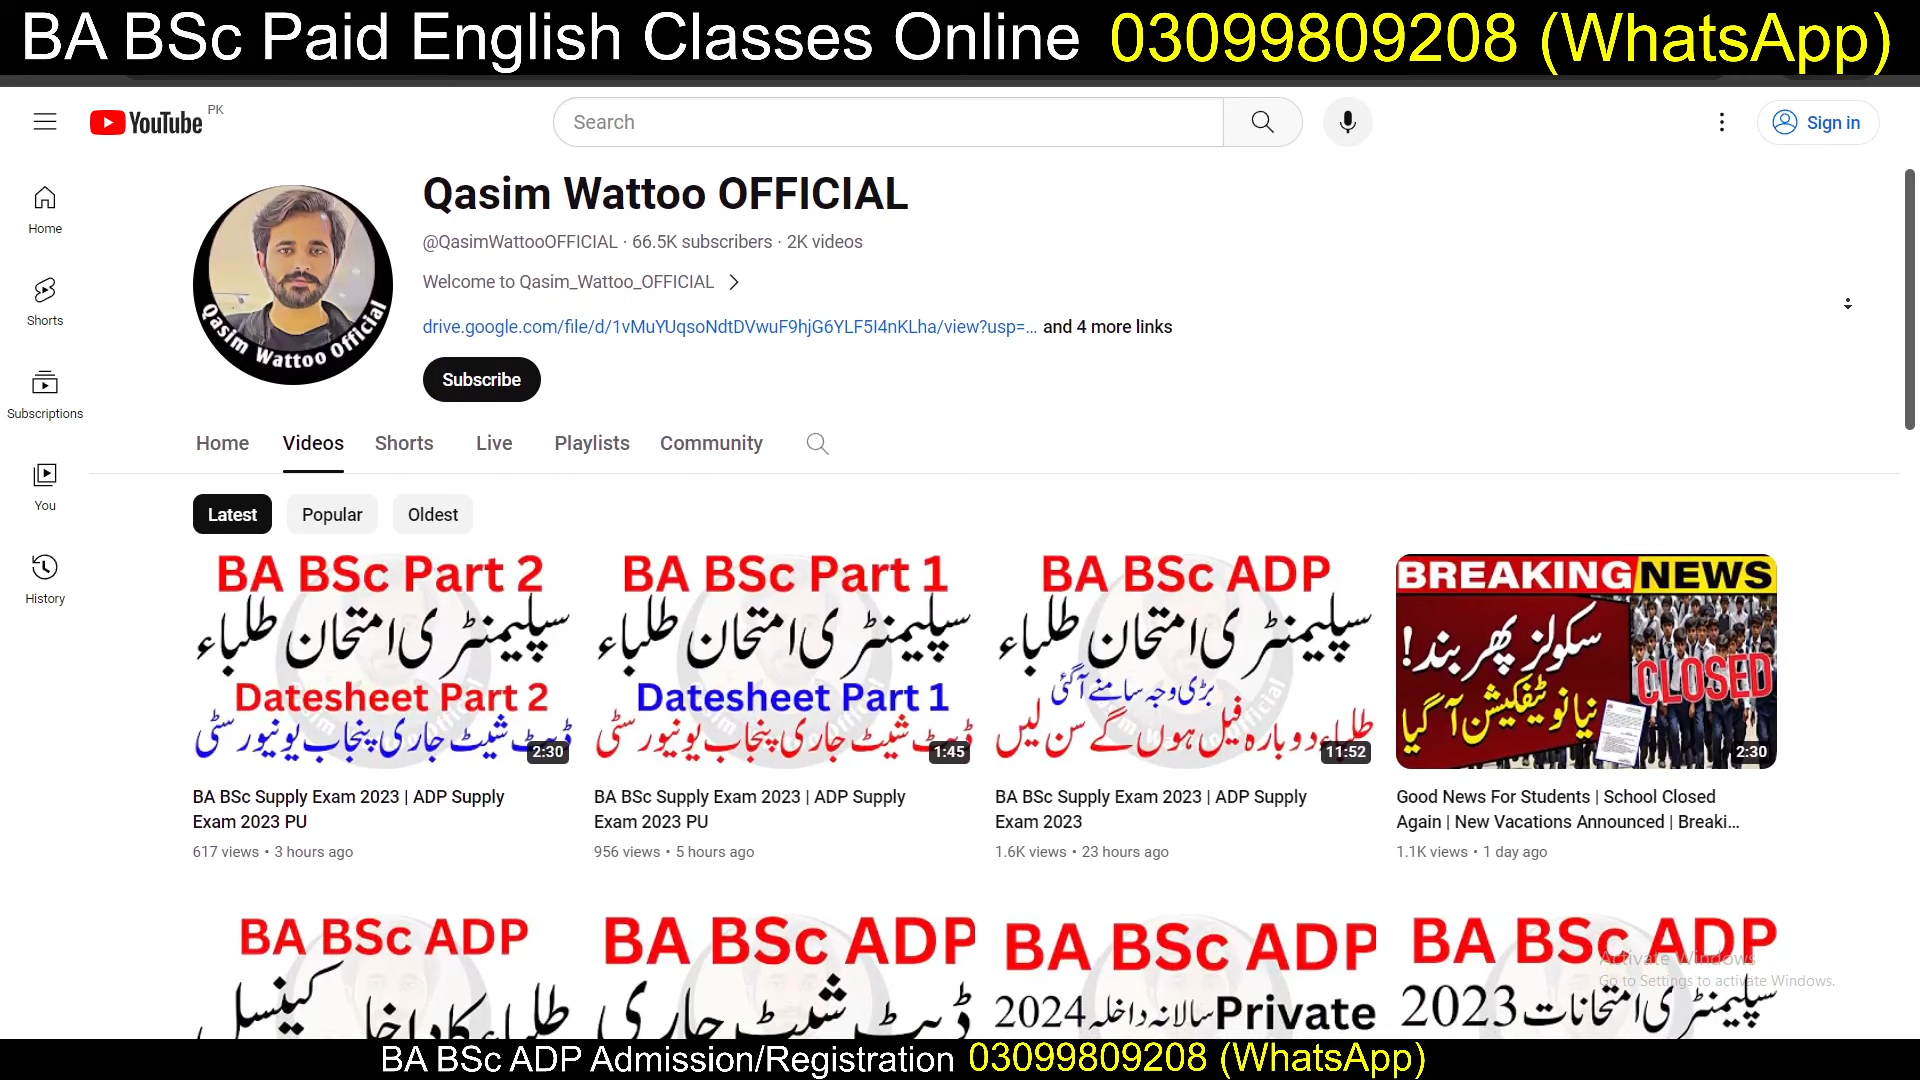 BA BSc Paid English Classes Online 03099809208 (WhatsApp)
YouTube PK
Search
Sign in
Home
Shorts
Subscriptions
You
History
Qasim Wattoo Official
Qasim Wattoo OFFICIAL
@QasimWattooOFFICIAL · 66.5K subscribers · 2K videos
Welcome to Qasim_Wattoo_OFFICIAL
drive.google.com/file/d/1vMuYUqsoNdtDVwuF9hjG6YLF5I4nKLha/view?usp=... and 4 more links
Subscribe
Home Videos Shorts Live Playlists Community
Latest Popular Oldest
BA BSc Part 2
سپلیمنٹری امتحان طلباء
Datesheet Part 2
ڈیٹ شیٹ جاری پنجاب یونیورسٹی
2:30
BA BSc Supply Exam 2023 | ADP Supply
Exam 2023 PU
617 views • 3 hours ago
BA BSc Part 1
سپلیمنٹری امتحان طلباء
Datesheet Part 1
ڈیٹ شیٹ جاری پنجاب یونیورسٹی
1:45
BA BSc Supply Exam 2023 | ADP Supply
Exam 2023 PU
956 views • 5 hours ago
BA BSc ADP
سپلیمنٹری امتحان طلباء
بڑی وجہ سامنے آگئی
طلباء دوبارہ فیل ہوں گے سن لیں
11:52
BA BSc Supply Exam 2023 | ADP Supply
Exam 2023
1.6K views • 23 hours ago
BREAKING NEWS
سکولز پھر بند!
CLOSED
نیا نوٹیفکیشن آگیا
2:30
Good News For Students | School Closed
Again | New Vacations Announced | Breaki...
1.1K views • 1 day ago
BA BSc ADP
طلباء کا داخلہ کینسل
BA BSc ADP
ڈیٹ شیٹ جاری
BA BSc ADP
Private سالانہ داخلہ 2024
BA BSc ADP
سپلیمنٹری امتحانات 2023
Activate Windows
Go to Settings to activate Windows.
BA BSc ADP Admission/Registration 03099809208 (WhatsApp)